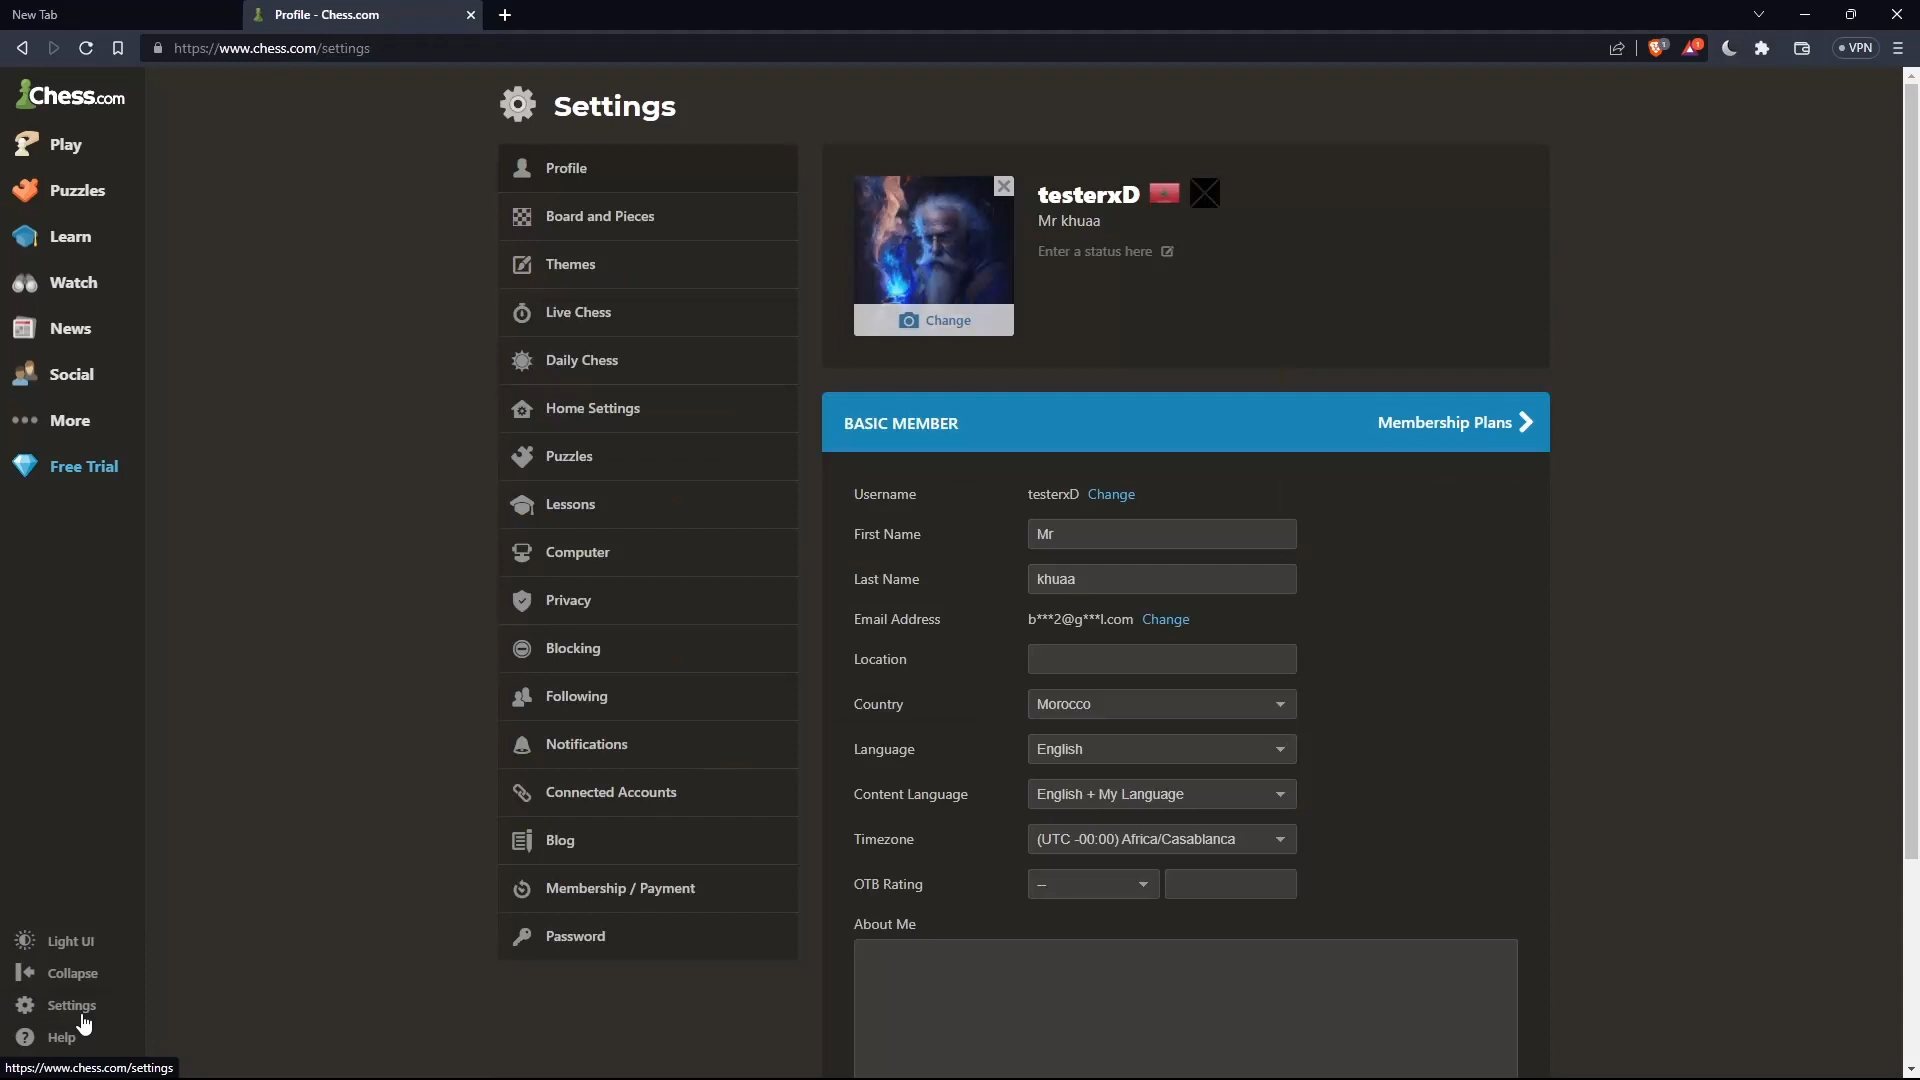 New Tab
Profile - Chess.com
https://www.chess.com/settings
1
1
VPN
Chess.com
Play
Puzzles
Learn
Watch
News
Social
More
Free Trial
Light UI
Collapse
Settings
Help
https://www.chess.com/settings
Settings
Profile
Board and Pieces
Themes
Live Chess
Daily Chess
Home Settings
Puzzles
Lessons
Computer
Privacy
Blocking
Following
Notifications
Connected Accounts
Blog
Membership / Payment
Password
testerxD
Mr khuaa
Enter a status here
Change
BASIC MEMBER
Membership Plans
Username testerxD Change
First Name Mr
Last Name khuaa
Email Address b***2@g***l.com Change
Location
Country Morocco
Language English
Content Language English + My Language
Timezone (UTC -00:00) Africa/Casablanca
OTB Rating --
About Me